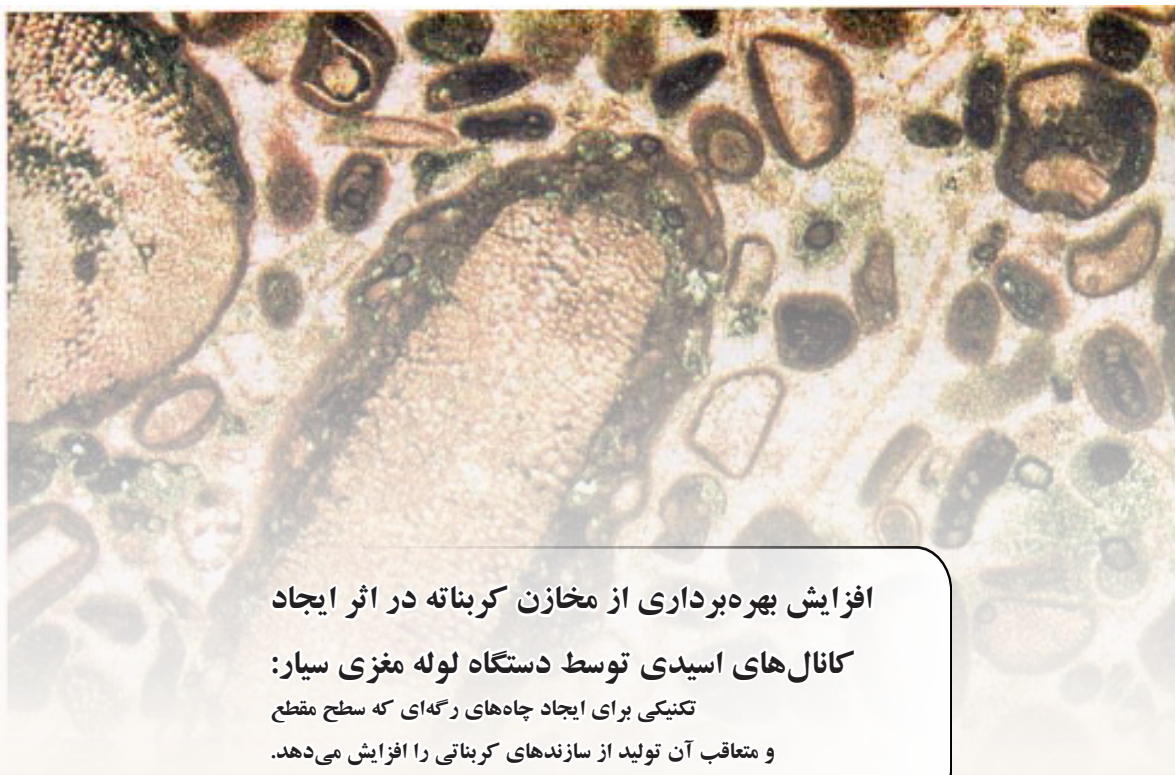 افزایش بهره‌برداری از مخازن کربناته در اثر ایجاد
کانال‌های اسیدی توسط دستگاه لوله مغزی سیار:
تکنیکی برای ایجاد چاه‌های رگه‌ای که سطح مقطع
و متعاقب آن تولید از سازندهای کربناتی را افزایش می‌دهد.